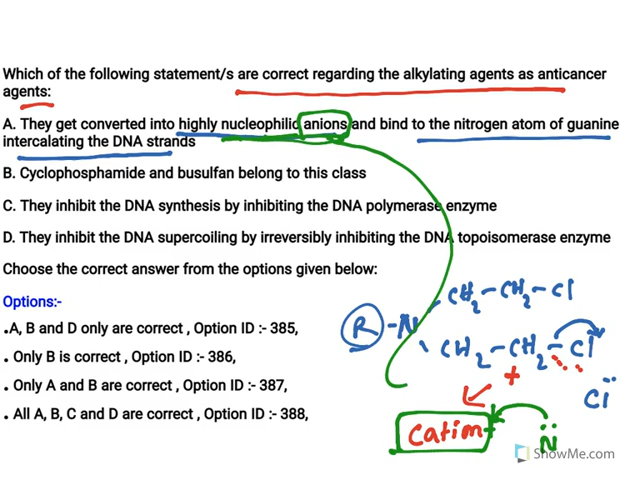 Which of the following statement/s are correct regarding the alkylating agents as anticancer
agents:
A. They get converted into highly nucleophilic anions and bind to the nitrogen atom of guanine
intercalating the DNA strands
B. Cyclophosphamide and busulfan belong to this class
C. They inhibit the DNA synthesis by inhibiting the DNA polymerase enzyme
D. They inhibit the DNA supercoiling by irreversibly inhibiting the DNA topoisomerase enzyme
Choose the correct answer from the options given below:
Options:-
.A, B and D only are correct , Option ID :- 385,
. Only B is correct , Option ID :- 386,
. Only A and B are correct , Option ID :- 387,
. All A, B, C and D are correct , Option ID :- 388,
CH2-CH2-Cl
R-N
CH2-CH2-Cl
+
Cl
Cation
+
N
ShowMe.com